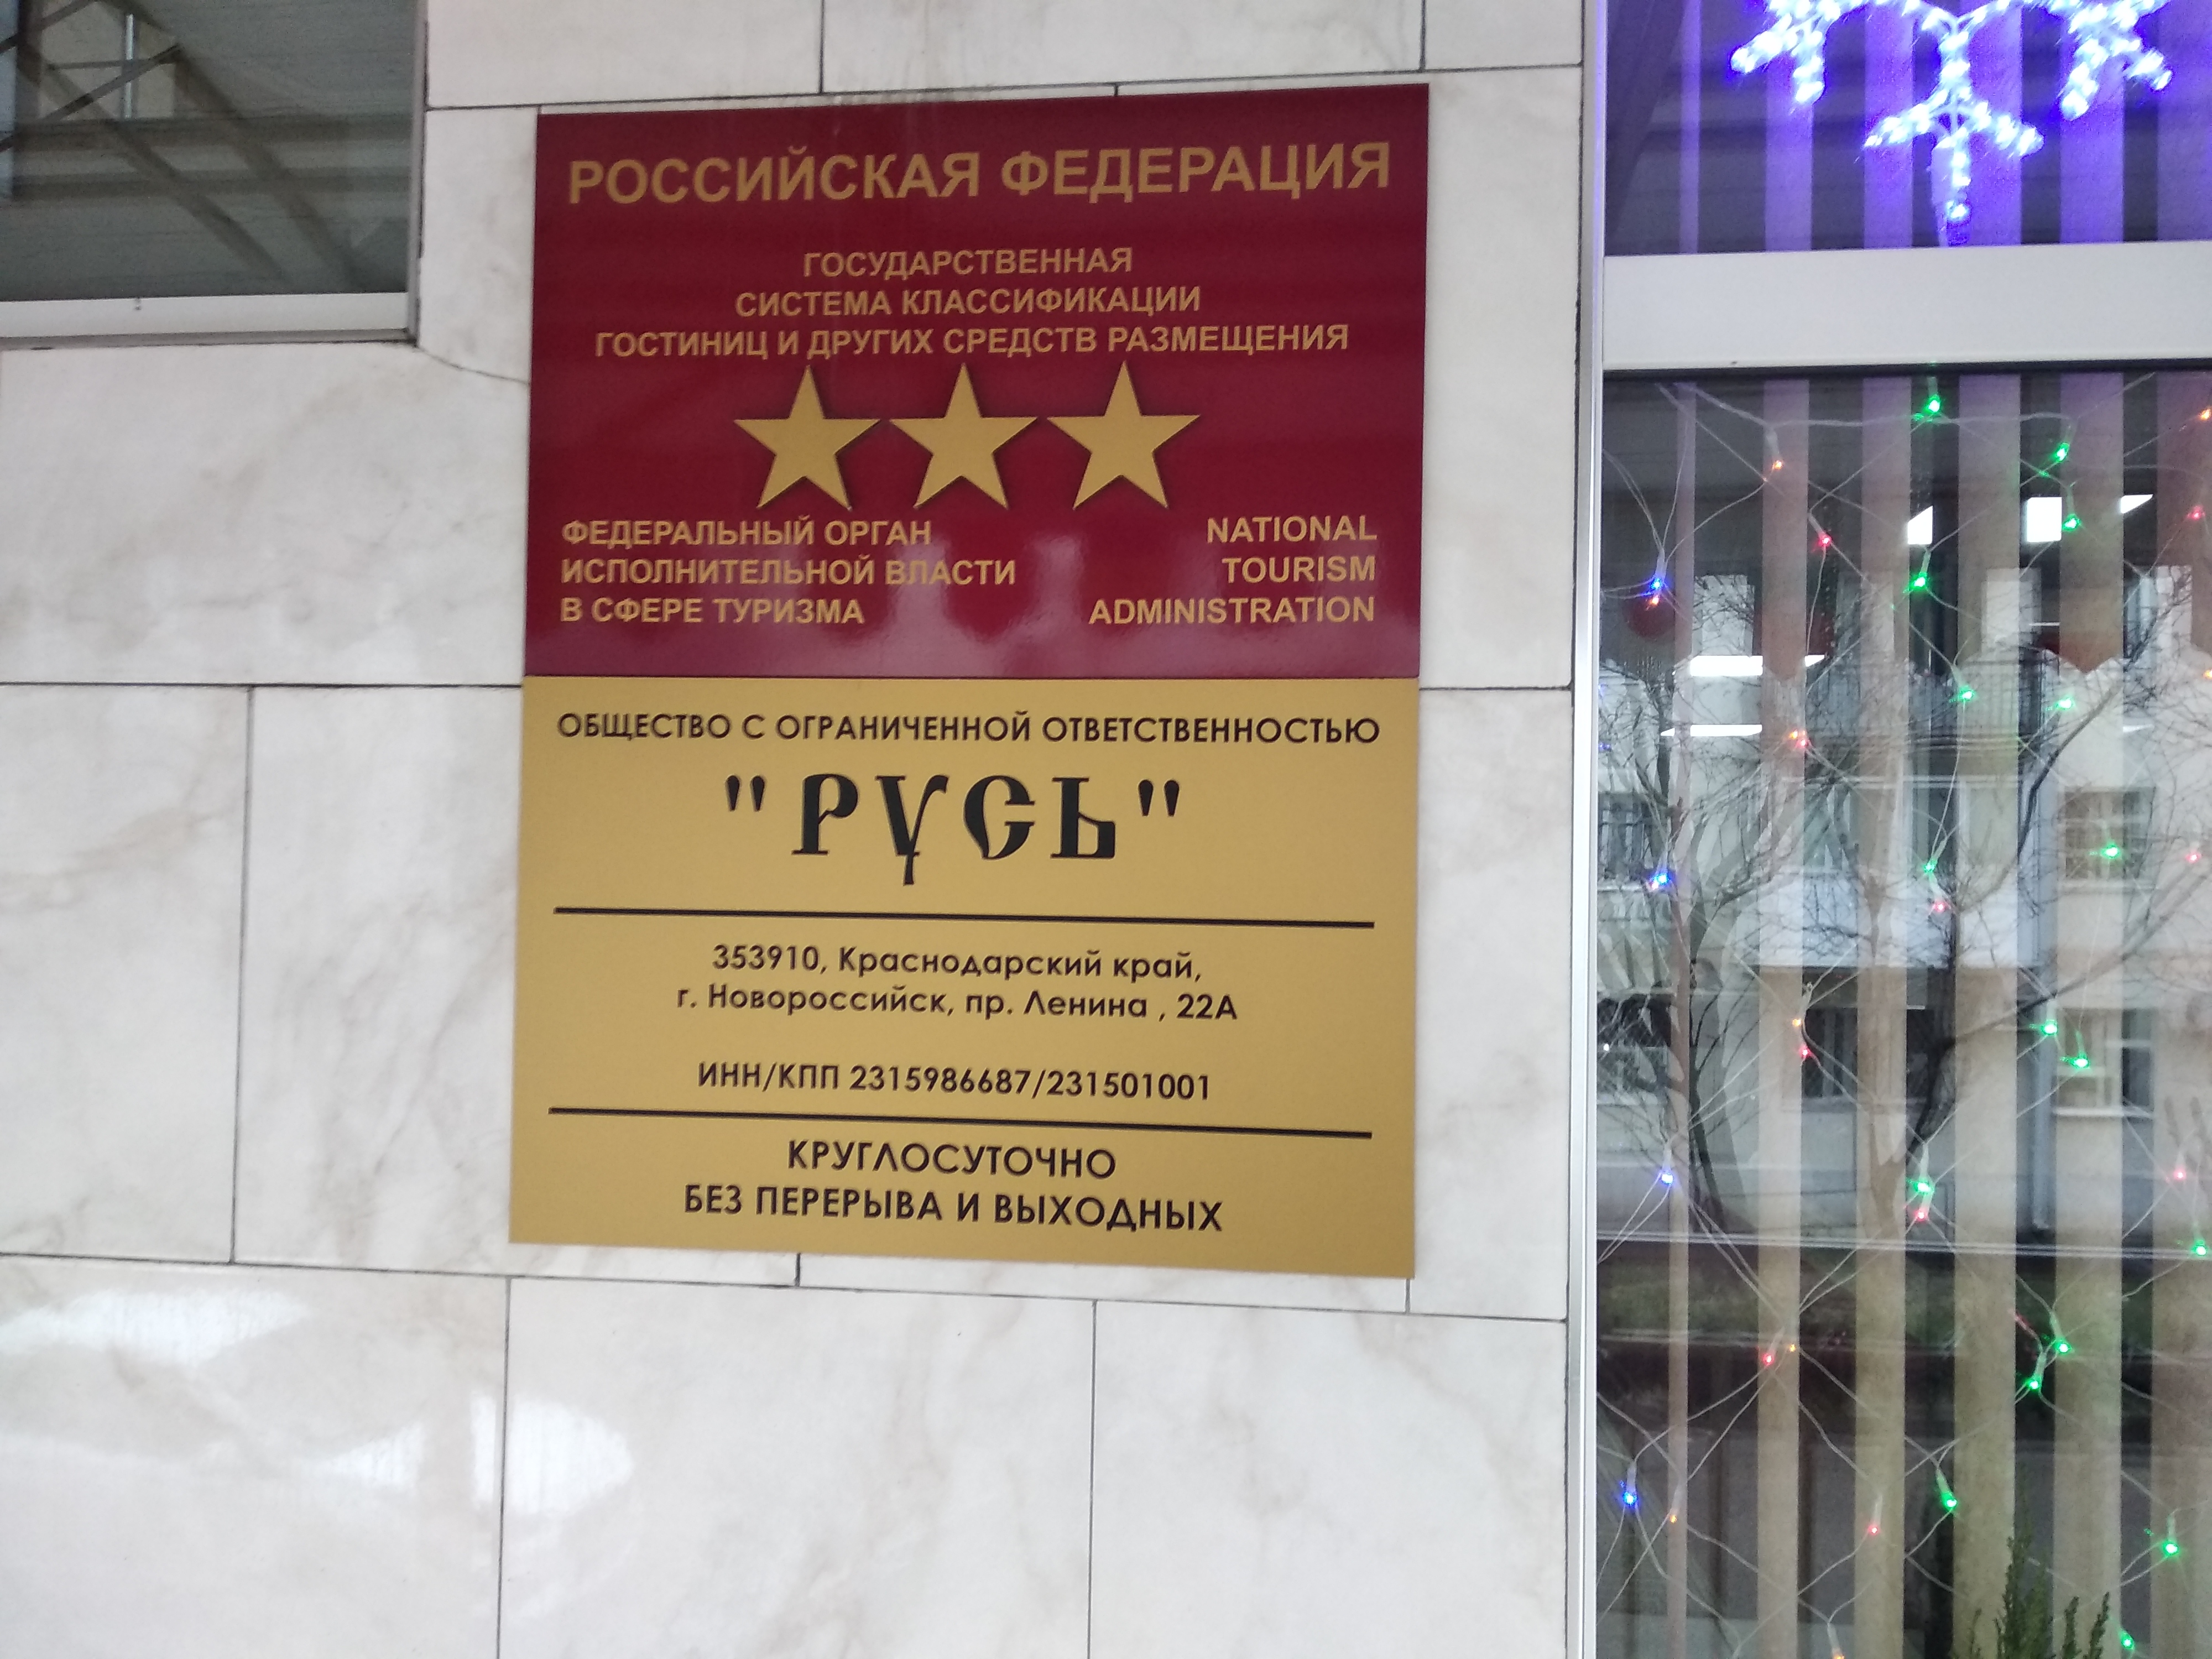 РОССИЙСКАЯ ФЕДЕРАЦИЯ
ГОСУДАРСТВЕННАЯ
СИСТЕМА КЛАССИФИКАЦИИ
ГОСТИНИЦ И ДРУГИХ СРЕДСТВ РАЗМЕЩЕНИЯ
ФЕДЕРАЛЬНЫЙ ОРГАН
ИСПОЛНИТЕЛЬНОЙ ВЛАСТИ
В СФЕРЕ ТУРИЗМА
NATIONAL
TOURISM
ADMINISTRATION
ОБЩЕСТВО С ОГРАНИЧЕННОЙ ОТВЕТСТВЕННОСТЬЮ
"РУСЬ"
353910, Краснодарский край,
г. Новороссийск, пр. Ленина , 22А
ИНН/КПП 2315986687/231501001
КРУГЛОСУТОЧНО
БЕЗ ПЕРЕРЫВА И ВЫХОДНЫХ